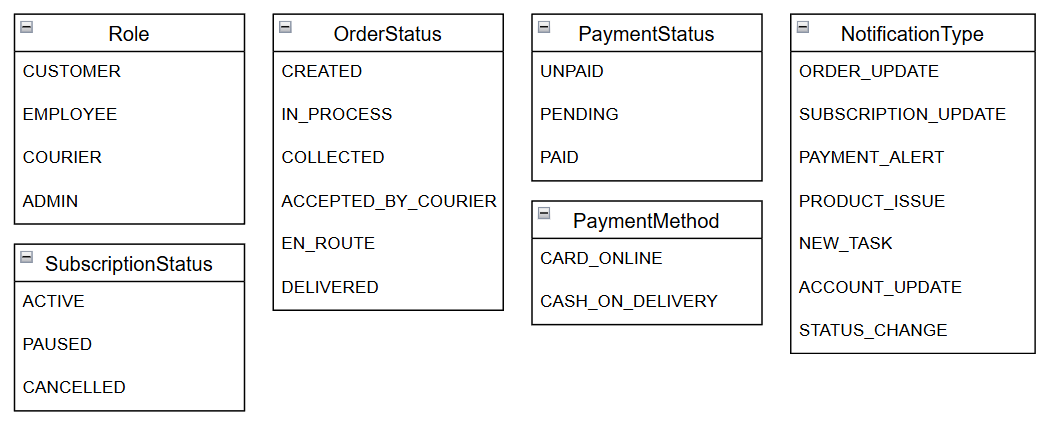 Role
CUSTOMER
EMPLOYEE
COURIER
ADMIN
SubscriptionStatus
ACTIVE
PAUSED
CANCELLED
OrderStatus
CREATED
IN_PROCESS
COLLECTED
ACCEPTED_BY_COURIER
EN_ROUTE
DELIVERED
PaymentStatus
UNPAID
PENDING
PAID
PaymentMethod
CARD_ONLINE
CASH_ON_DELIVERY
NotificationType
ORDER_UPDATE
SUBSCRIPTION_UPDATE
PAYMENT_ALERT
PRODUCT_ISSUE
NEW_TASK
ACCOUNT_UPDATE
STATUS_CHANGE